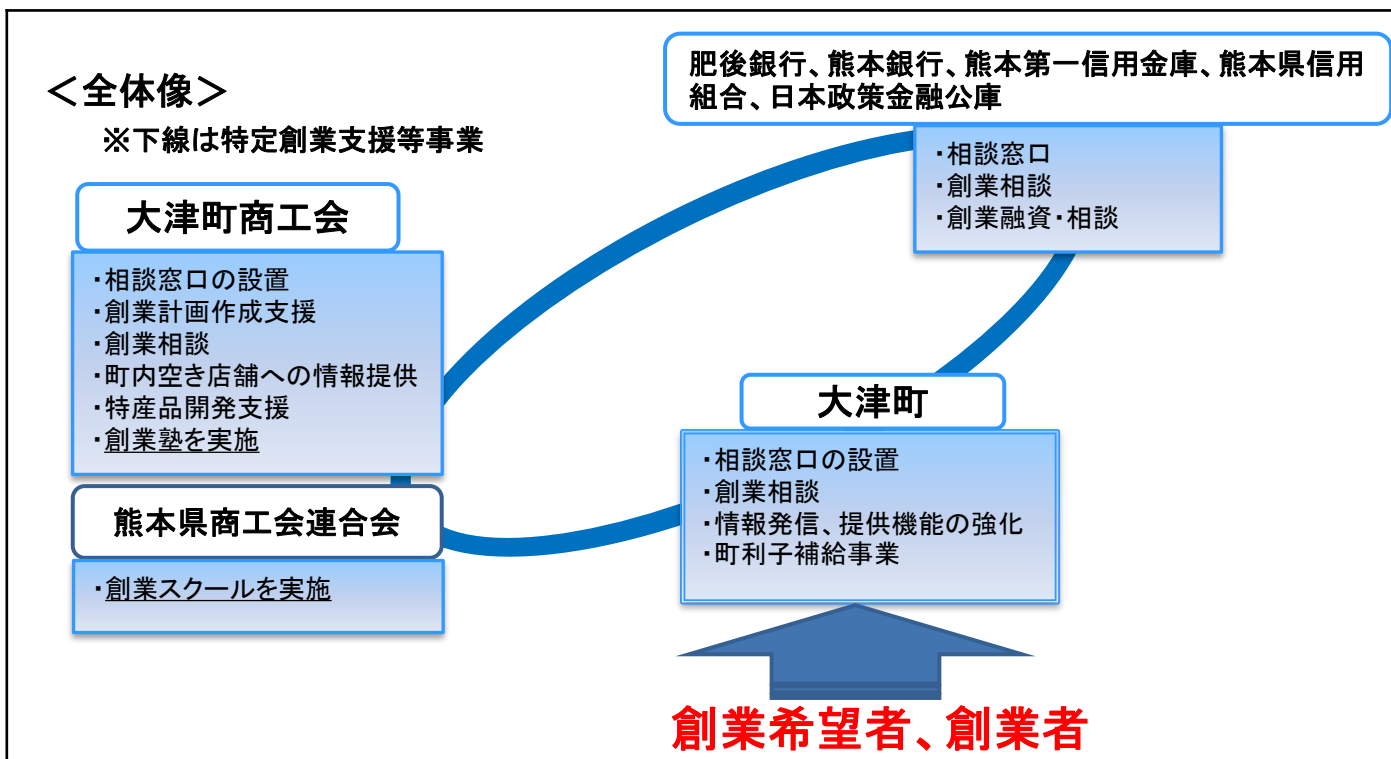 <全体像>
※下線は特定創業支援等事業
肥後銀行、熊本銀行、熊本第一信用金庫、熊本県信用
組合、日本政策金融公庫
・相談窓口
・創業相談
・創業融資・相談
大津町商工会
・相談窓口の設置
・創業計画作成支援
・創業相談
・町内空き店舗への情報提供
・特産品開発支援
・創業塾を実施
熊本県商工会連合会
・創業スクールを実施
大津町
・相談窓口の設置
・創業相談
・情報発信、提供機能の強化
・町利子補給事業
創業希望者、創業者